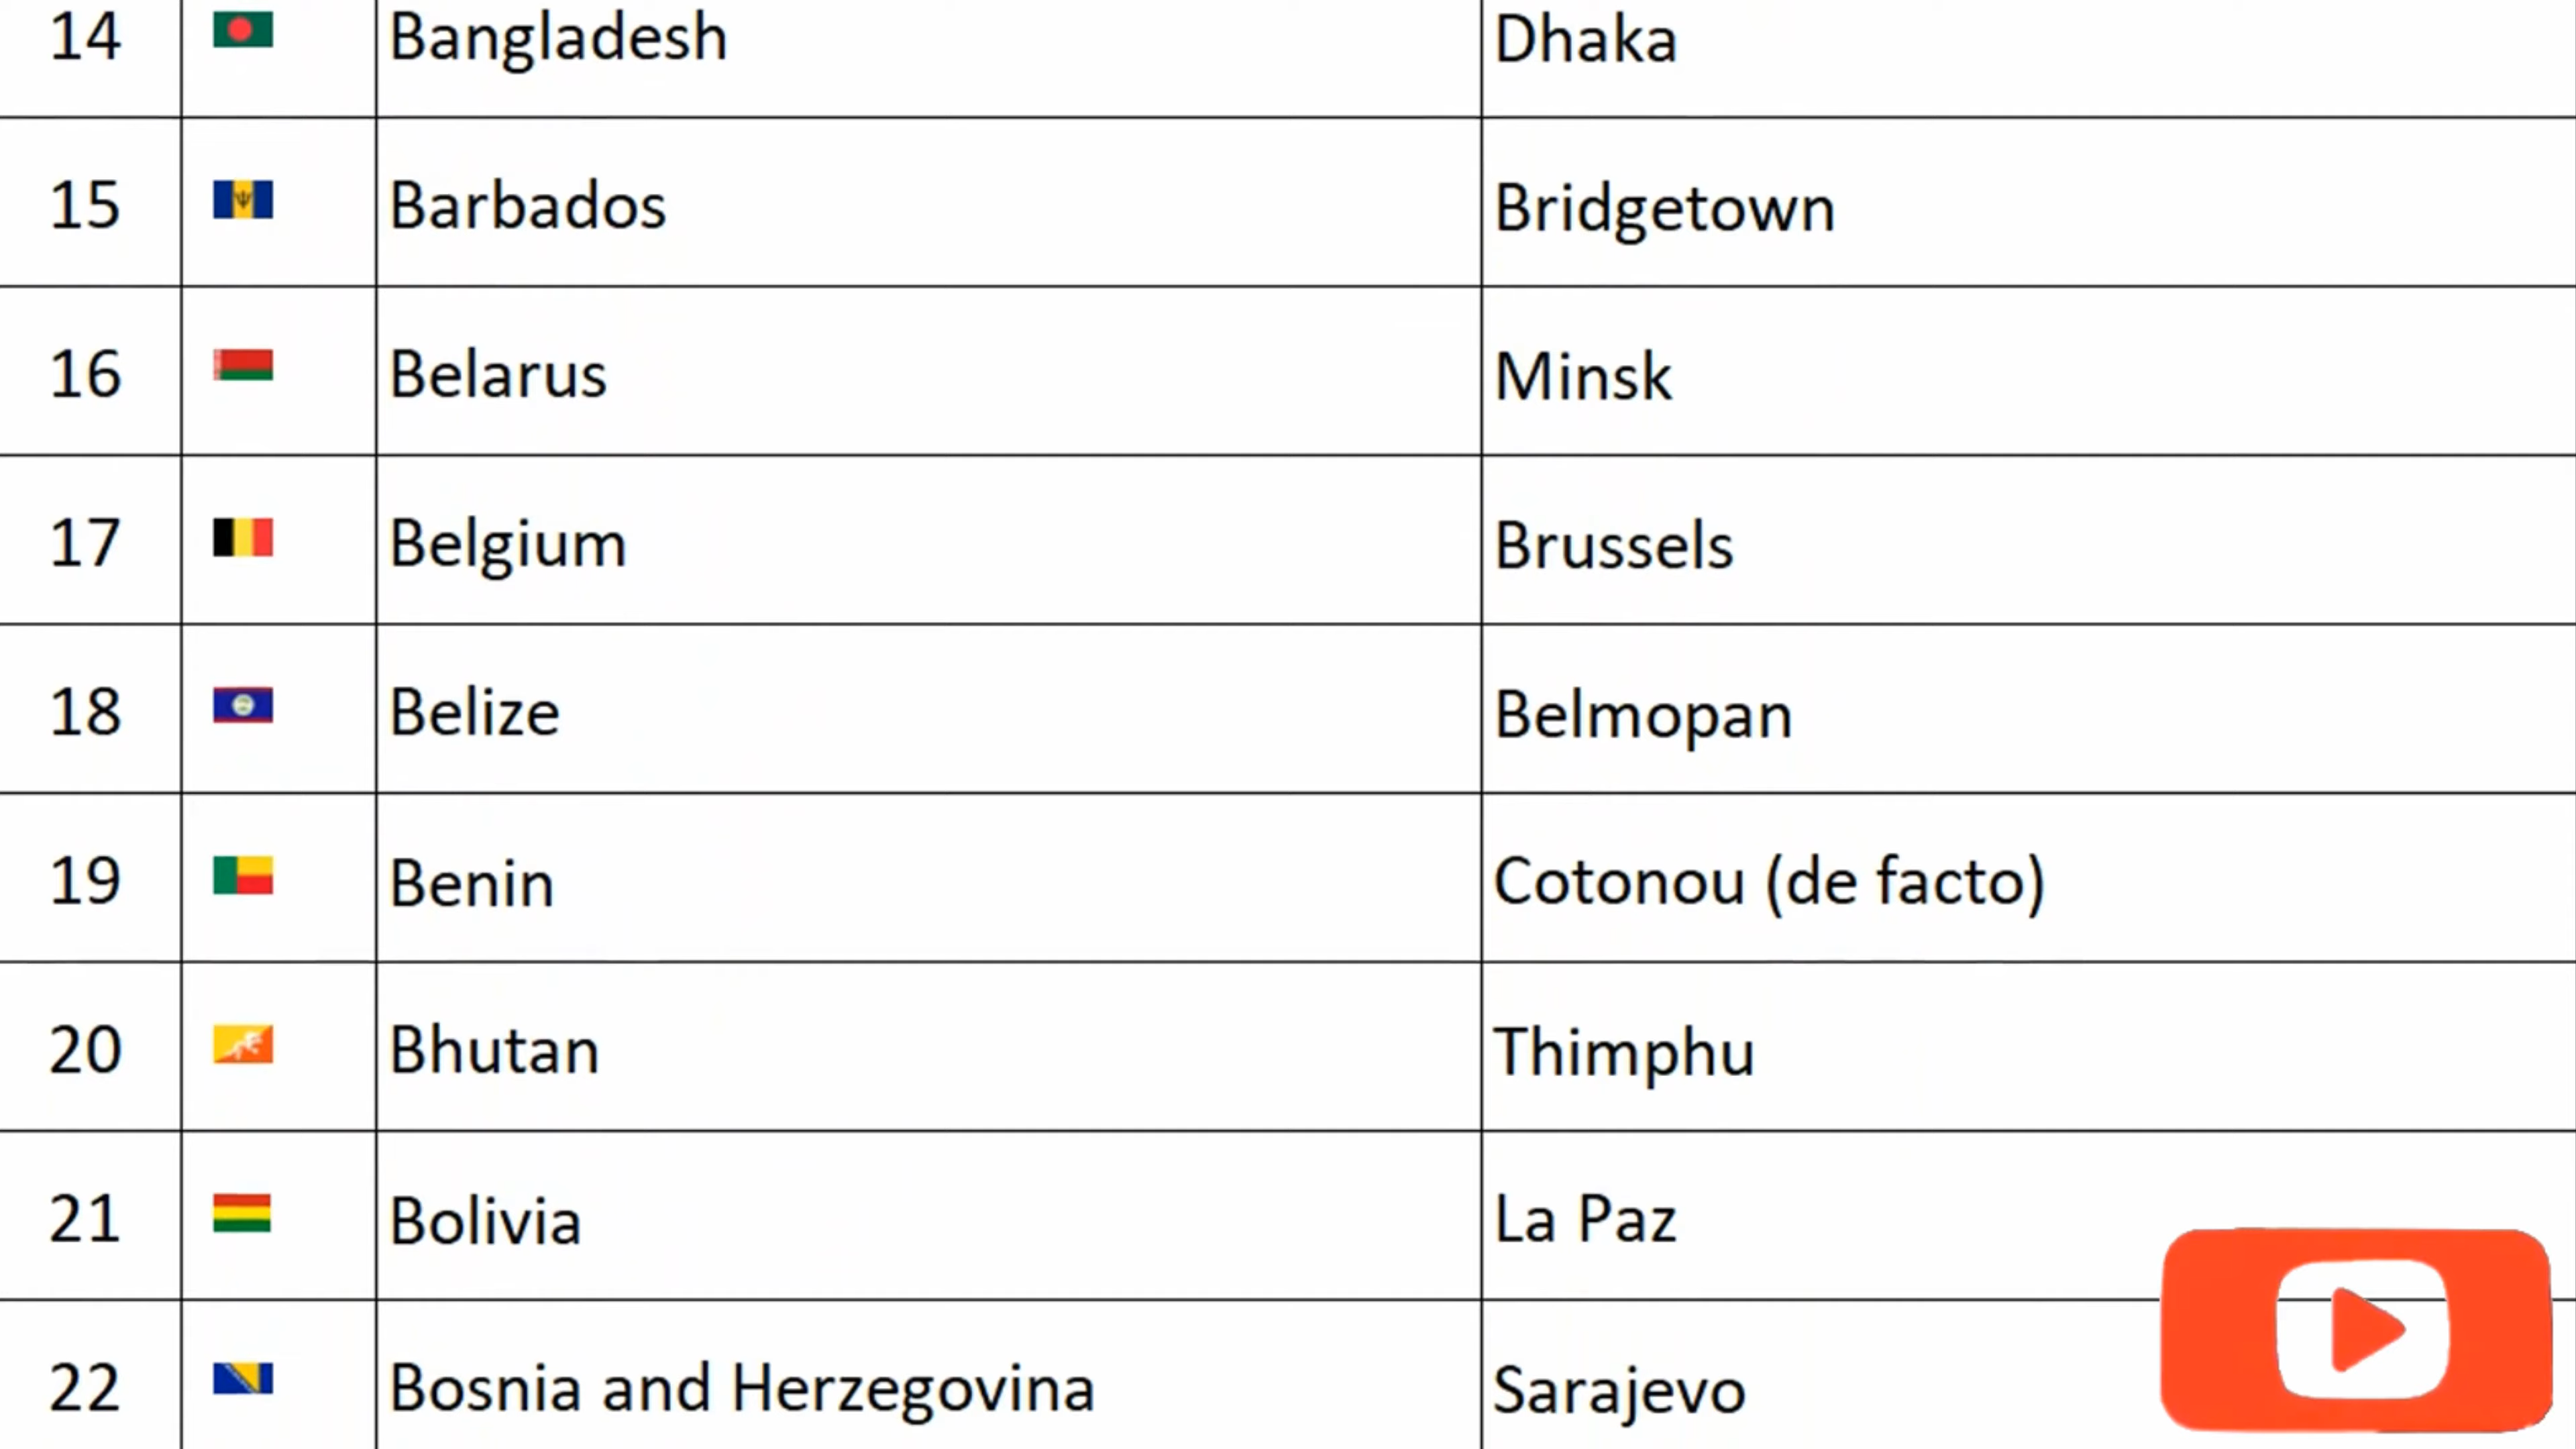 14 Bangladesh Dhaka
15 Barbados Bridgetown
16 Belarus Minsk
17 Belgium Brussels
18 Belize Belmopan
19 Benin Cotonou (de facto)
20 Bhutan Thimphu
21 Bolivia La Paz
22 Bosnia and Herzegovina Sarajevo